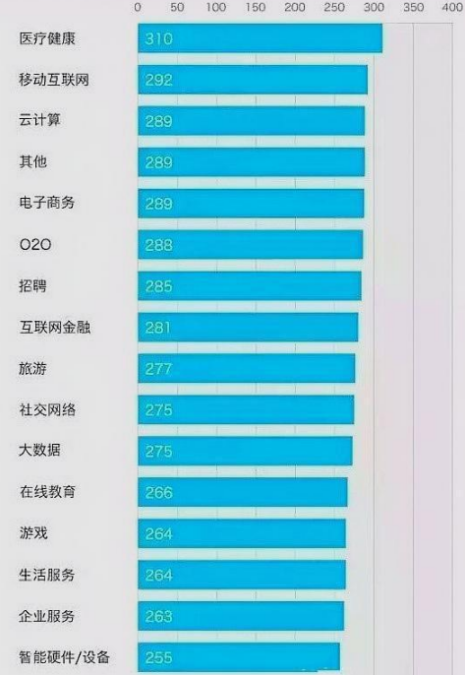 0 50 100 150 200 250 300 350 400
医疗健康 310
移动互联网 292
云计算 289
其他 289
电子商务 289
O2O 288
招聘 285
互联网金融 281
旅游 277
社交网络 275
大数据 275
在线教育 266
游戏 264
生活服务 264
企业服务 263
智能硬件/设备 255